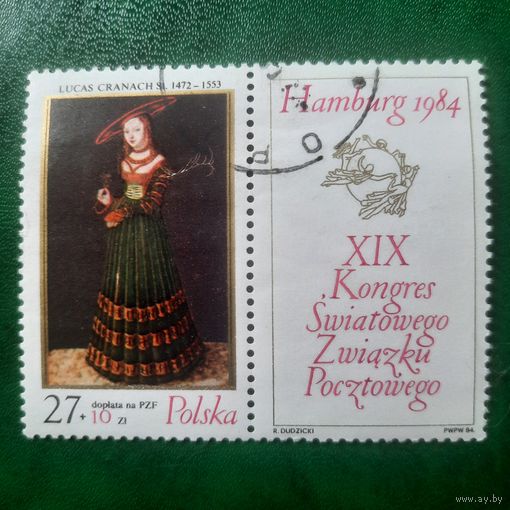 LUCAS CRANACH St. 1472 – 1553
27 + 10 Zł
dopłata na PZF
Polska
Hamburg 1984
XIX
Kongres
Światowego
Związku
Pocztowego
R. DUDZICKI
PWPW 84.
www.ay.by